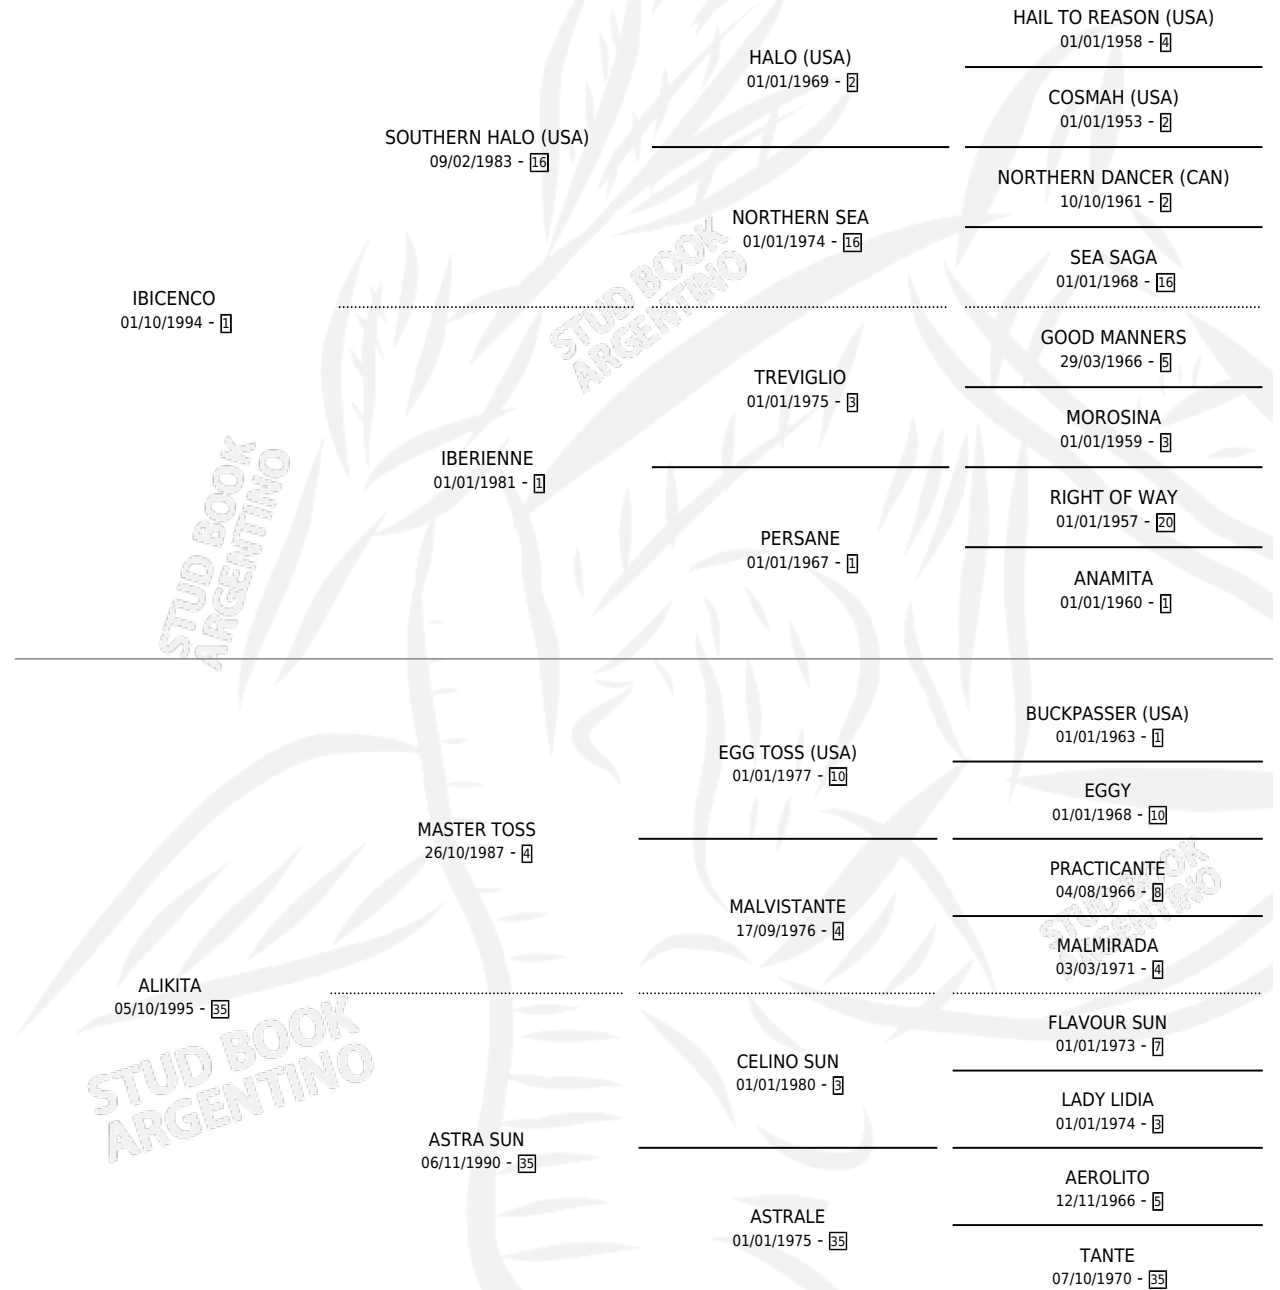 HAIL TO REASON (USA)
01/01/1958 - 4
HALO (USA)
01/01/1969 - 2
COSMAH (USA)
01/01/1953 - 2
SOUTHERN HALO (USA)
09/02/1983 - 16
NORTHERN DANCER (CAN)
10/10/1961 - 2
NORTHERN SEA
01/01/1974 - 16
SEA SAGA
01/01/1968 - 16
STUD BOOK
ARGENTINO
IBICENCO
01/10/1994 - 1
GOOD MANNERS
29/03/1966 - 5
TREVIGLIO
01/01/1975 - 3
MOROSINA
01/01/1959 - 3
IBERIENNE
01/01/1981 - 1
RIGHT OF WAY
01/01/1957 - 20
PERSANE
01/01/1967 - 1
ANAMITA
01/01/1960 - 1
STUD BOOK
ARGENTINO
BUCKPASSER (USA)
01/01/1963 - 1
EGG TOSS (USA)
01/01/1977 - 10
EGGY
01/01/1968 - 10
MASTER TOSS
26/10/1987 - 4
PRACTICANTE
04/08/1966 - 8
MALVISTANTE
17/09/1976 - 4
MALMIRADA
03/03/1971 - 4
STUD BOOK
ARGENTINO
ALIKITA
05/10/1995 - 35
FLAVOUR SUN
01/01/1973 - 7
CELINO SUN
01/01/1980 - 3
LADY LIDIA
01/01/1974 - 3
STUD BOOK
ARGENTINO
ASTRA SUN
06/11/1990 - 35
AEROLITO
12/11/1966 - 5
ASTRALE
01/01/1975 - 35
TANTE
07/10/1970 - 35